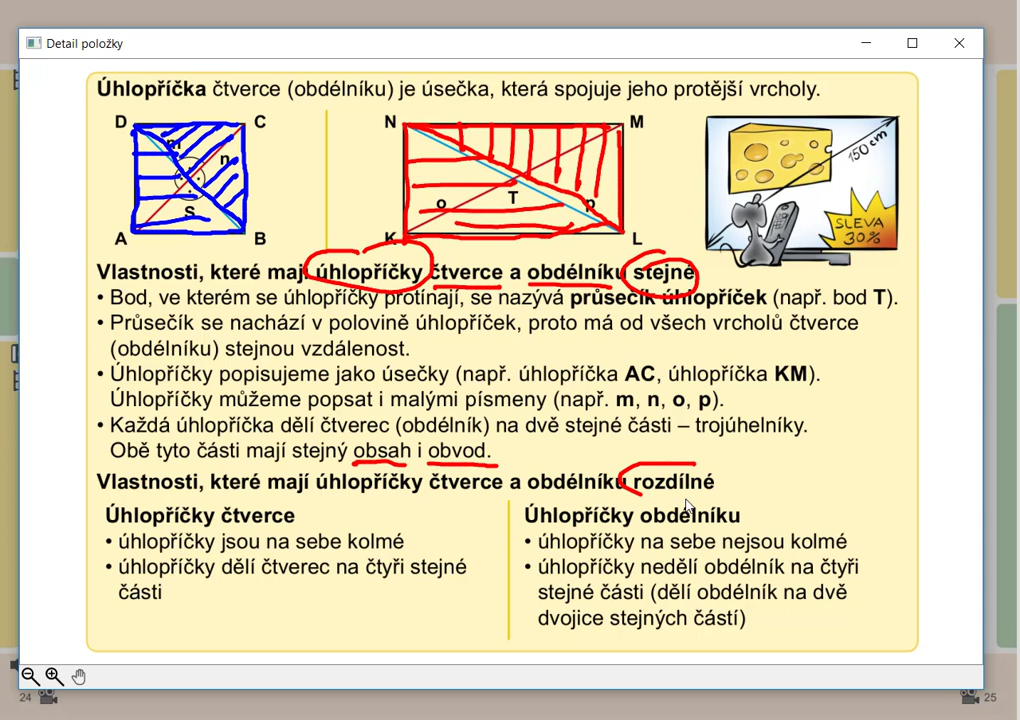 Detail položky
Úhlopříčka čtverce (obdélníku) je úsečka, která spojuje jeho protější vrcholy.
D C N M
m n
150 cm
o T p
S
SLEVA
30%
A B K L
Vlastnosti, které mají úhlopříčky čtverce a obdélníku stejné
• Bod, ve kterém se úhlopříčky protínají, se nazývá průsečík úhlopříček (např. bod T).
• Průsečík se nachází v polovině úhlopříček, proto má od všech vrcholů čtverce
(obdélníku) stejnou vzdálenost.
• Úhlopříčky popisujeme jako úsečky (např. úhlopříčka AC, úhlopříčka KM).
Úhlopříčky můžeme popsat i malými písmeny (např. m, n, o, p).
• Každá úhlopříčka dělí čtverec (obdélník) na dvě stejné části – trojúhelníky.
Obě tyto části mají stejný obsah i obvod.
Vlastnosti, které mají úhlopříčky čtverce a obdélníku rozdílné
Úhlopříčky čtverce
• úhlopříčky jsou na sebe kolmé
• úhlopříčky dělí čtverec na čtyři stejné
části
Úhlopříčky obdélníku
• úhlopříčky na sebe nejsou kolmé
• úhlopříčky nedělí obdélník na čtyři
stejné části (dělí obdélník na dvě
dvojice stejných částí)
24 25